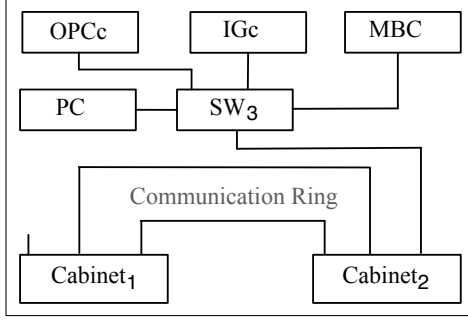 OPCc IGc MBC
PC SW3
Communication Ring
Cabinet1 Cabinet2